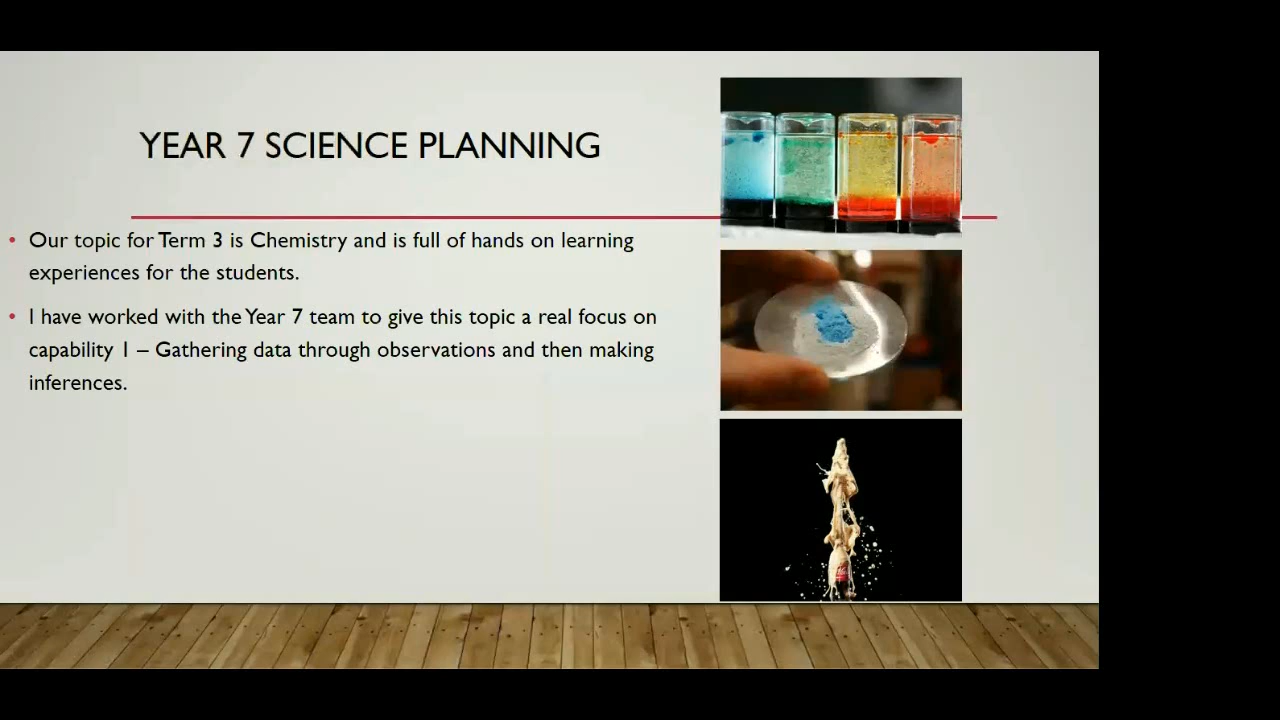 YEAR 7 SCIENCE PLANNING
• Our topic for Term 3 is Chemistry and is full of hands on learning
experiences for the students.
• I have worked with the Year 7 team to give this topic a real focus on
capability 1 – Gathering data through observations and then making
inferences.